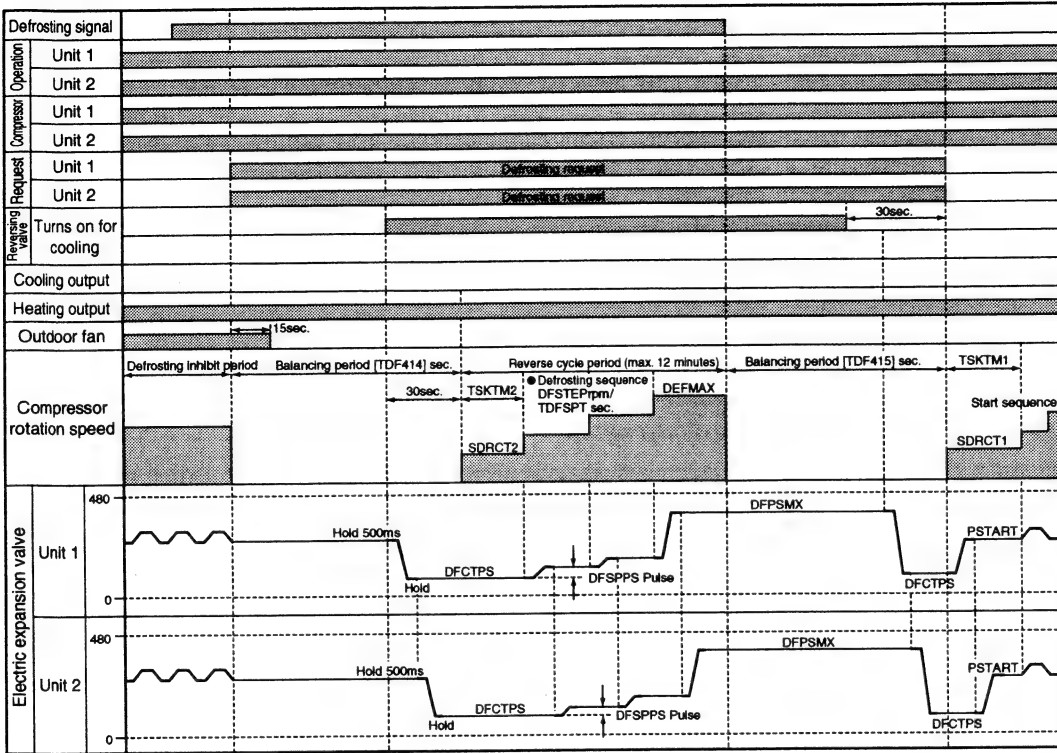 Defrosting signal
Operation
Unit 1
Unit 2
Compressor
Unit 1
Unit 2
Request
Unit 1
Defrosting request
Unit 2
Defrosting request
Reversing valve
Turns on for cooling
30sec.
Cooling output
Heating output
Outdoor fan
15sec.
Compressor rotation speed
Defrosting inhibit period
Balancing period [TDF414] sec.
Reverse cycle period (max. 12 minutes)
Balancing period [TDF415] sec.
TSKTM1
30sec.
TSKTM2
● Defrosting sequence
DFSTEPrpm/
TDFSPT sec.
DEFMAX
Start sequence
SDRCT2
SDRCT1
Electric expansion valve
Unit 1
480
0
Hold 500ms
DFCTPS
Hold
DFSPPS Pulse
DFPSMX
PSTART
DFCTPS
Unit 2
480
0
Hold 500ms
DFCTPS
Hold
DFSPPS Pulse
DFPSMX
PSTART
DFCTPS